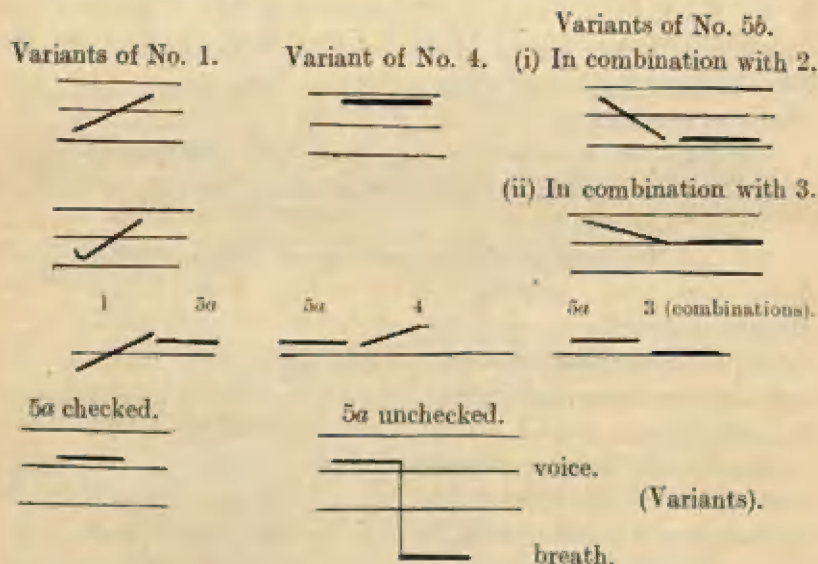 Variants of No. 5b.
Variants of No. 1. Variant of No. 4. (i) In combination with 2.
(ii) In combination with 3.
1 5a 5a 4 5a 3 (combinations).
5a checked. 5a unchecked.
voice.
(Variants).
breath.